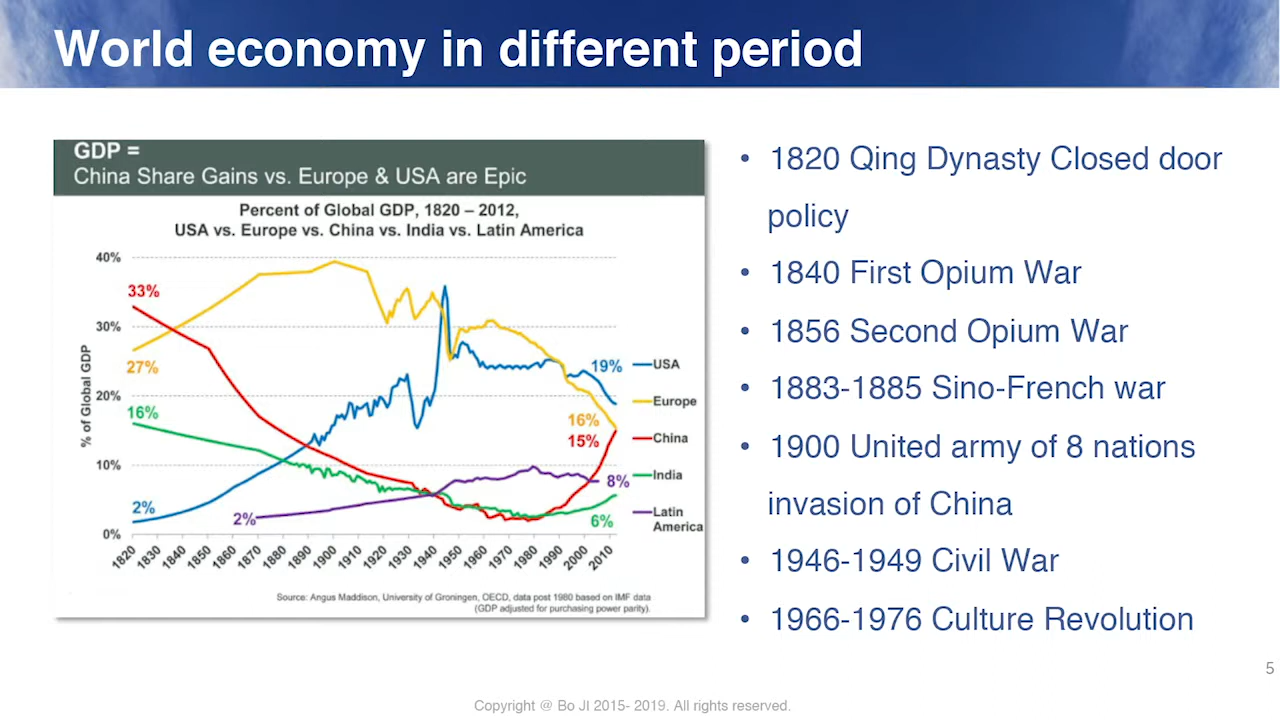 World economy in different period
GDP =
China Share Gains vs. Europe & USA are Epic
Percent of Global GDP, 1820 – 2012,
USA vs. Europe vs. China vs. India vs. Latin America
% of Global GDP
40%
30%
20%
10%
0%
33%
27%
16%
2%
2%
19%
16%
15%
8%
6%
USA
Europe
China
India
Latin
America
1820 1830 1840 1850 1860 1870 1880 1890 1900 1910 1920 1930 1940 1950 1960 1970 1980 1990 2000 2010
Source: Angus Maddison, University of Groningen, OECD, data post 1980 based on IMF data
(GDP adjusted for purchasing power parity).
• 1820 Qing Dynasty Closed door
policy
• 1840 First Opium War
• 1856 Second Opium War
• 1883-1885 Sino-French war
• 1900 United army of 8 nations
invasion of China
• 1946-1949 Civil War
• 1966-1976 Culture Revolution
5
Copyright @ Bo JI 2015- 2019. All rights reserved.